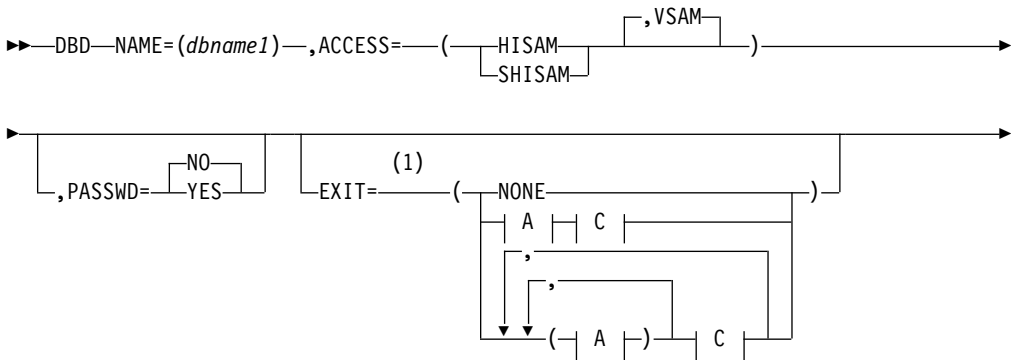 ,VSAM
DBD NAME=(dbname1) ,ACCESS= ( HISAM )
SHISAM
NO (1)
,PASSWD= YES EXIT= ( NONE )
A C
,
,
( A ) C